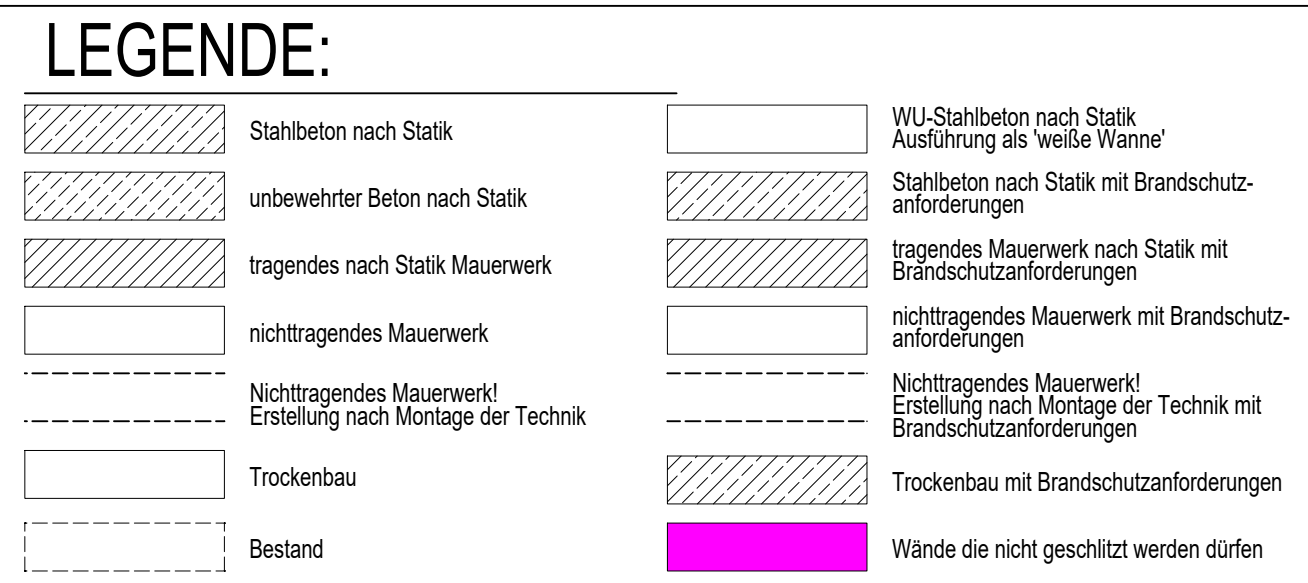 LEGENDE:
Stahlbeton nach Statik
unbewehrter Beton nach Statik
tragendes nach Statik Mauerwerk
nichttragendes Mauerwerk
Nichttragendes Mauerwerk!
Erstellung nach Montage der Technik
Trockenbau
Bestand
WU-Stahlbeton nach Statik
Ausführung als 'weiße Wanne'
Stahlbeton nach Statik mit Brandschutz-
anforderungen
tragendes Mauerwerk nach Statik mit
Brandschutzanforderungen
nichttragendes Mauerwerk mit Brandschutz-
anforderungen
Nichttragendes Mauerwerk!
Erstellung nach Montage der Technik mit
Brandschutzanforderungen
Trockenbau mit Brandschutzanforderungen
Wände die nicht geschlitzt werden dürfen